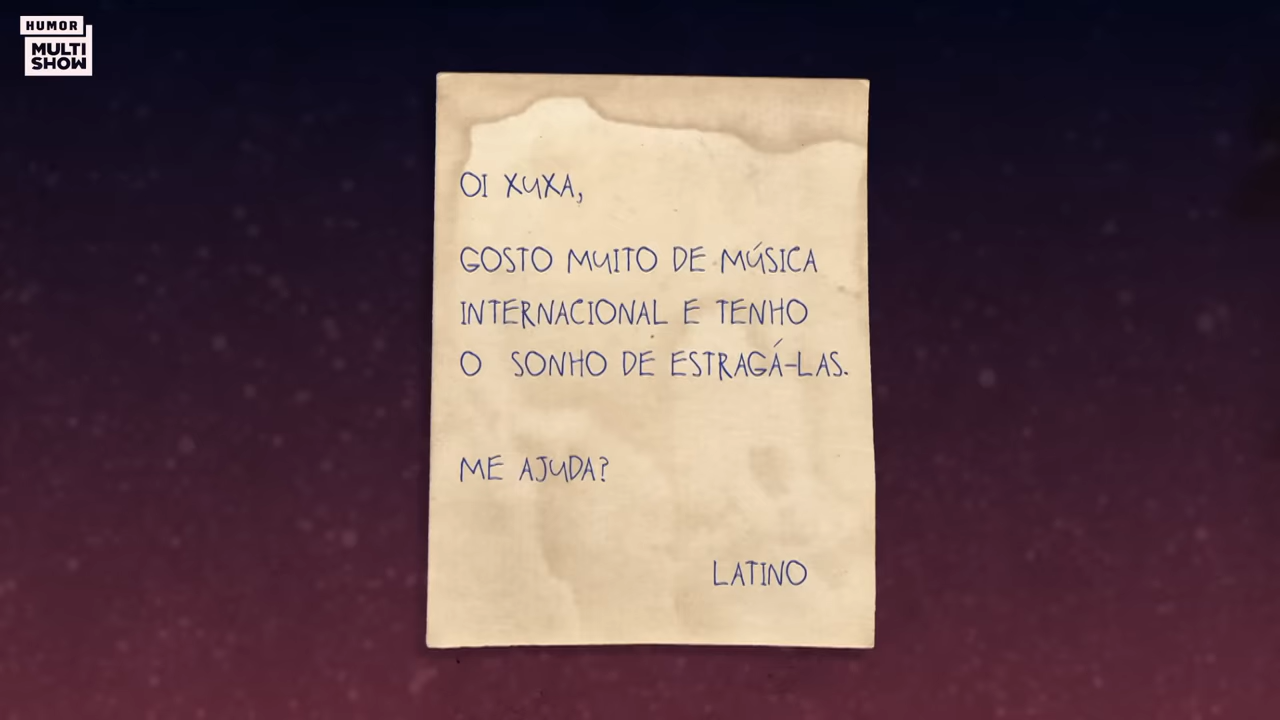 HUMOR
MULTI
SHOW
OI XUXA,
GOSTO MUITO DE MÚSICA
INTERNACIONAL E TENHO
O SONHO DE ESTRAGÁ-LAS.
ME AJUDA?
LATINO